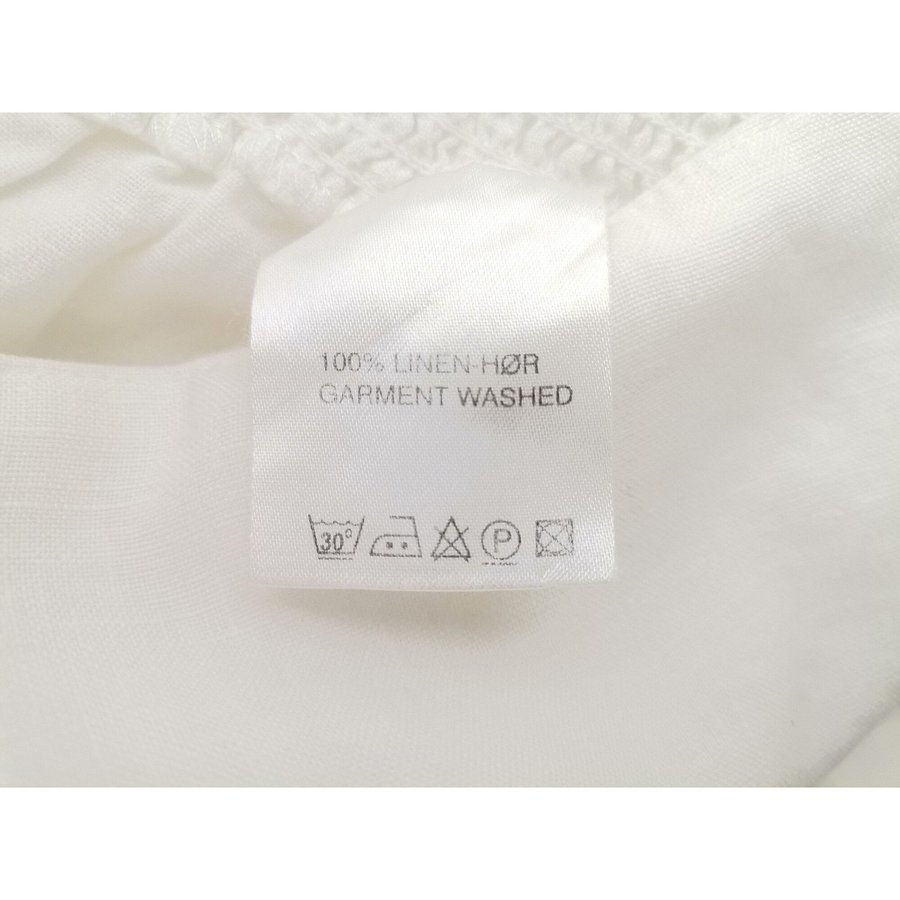 100% LINEN-HØR
GARMENT WASHED
30° P